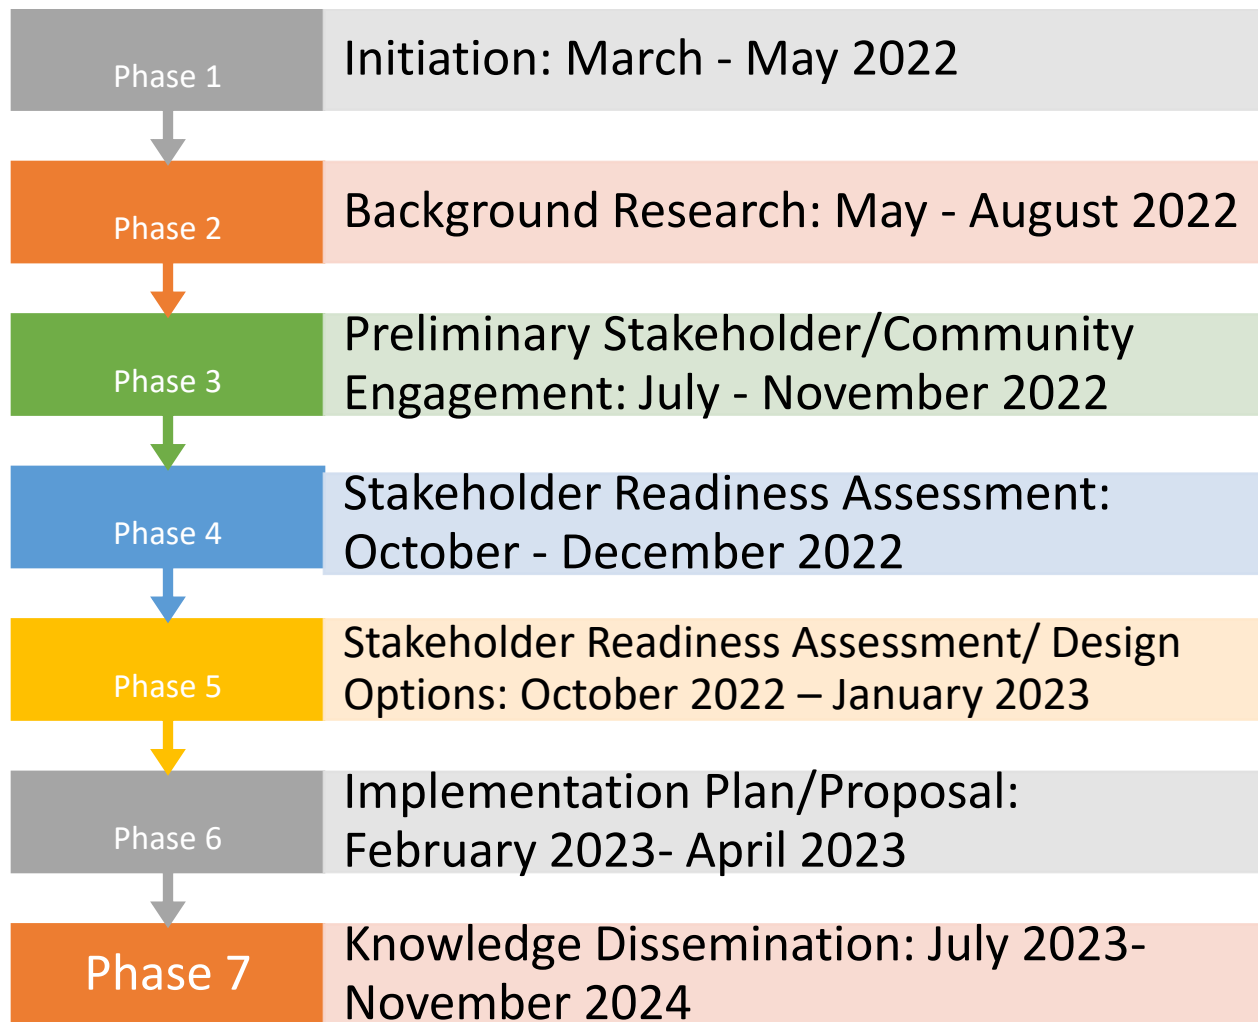 Phase 1
Initiation: March - May 2022
Phase 2
Background Research: May - August 2022
Phase 3
Preliminary Stakeholder/Community
Engagement: July - November 2022
Phase 4
Stakeholder Readiness Assessment:
October - December 2022
Phase 5
Stakeholder Readiness Assessment/ Design
Options: October 2022 – January 2023
Phase 6
Implementation Plan/Proposal:
February 2023- April 2023
Phase 7
Knowledge Dissemination: July 2023-
November 2024